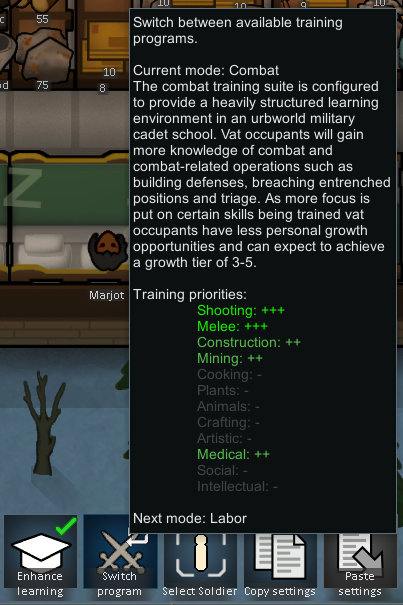 55
10
10
9
10
75
10
8
Switch between available training
programs.
Current mode: Combat
The combat training suite is configured
to provide a heavily structured learning
environment in an urbworld military
cadet school. Vat occupants will gain
more knowledge of combat and
combat-related operations such as
building defenses, breaching entrenched
positions and triage. As more focus is
put on certain skills being trained vat
occupants have less personal growth
opportunities and can expect to achieve
a growth tier of 3-5.
Training priorities:
Shooting: +++
Melee: +++
Construction: ++
Mining: ++
Cooking: -
Plants: -
Animals: -
Crafting: -
Artistic: -
Medical: ++
Social: -
Intellectual: -
Next mode: Labor
Marjot
Enhance
learning
Switch
program
Select Soldier
Copy settings
Paste
settings